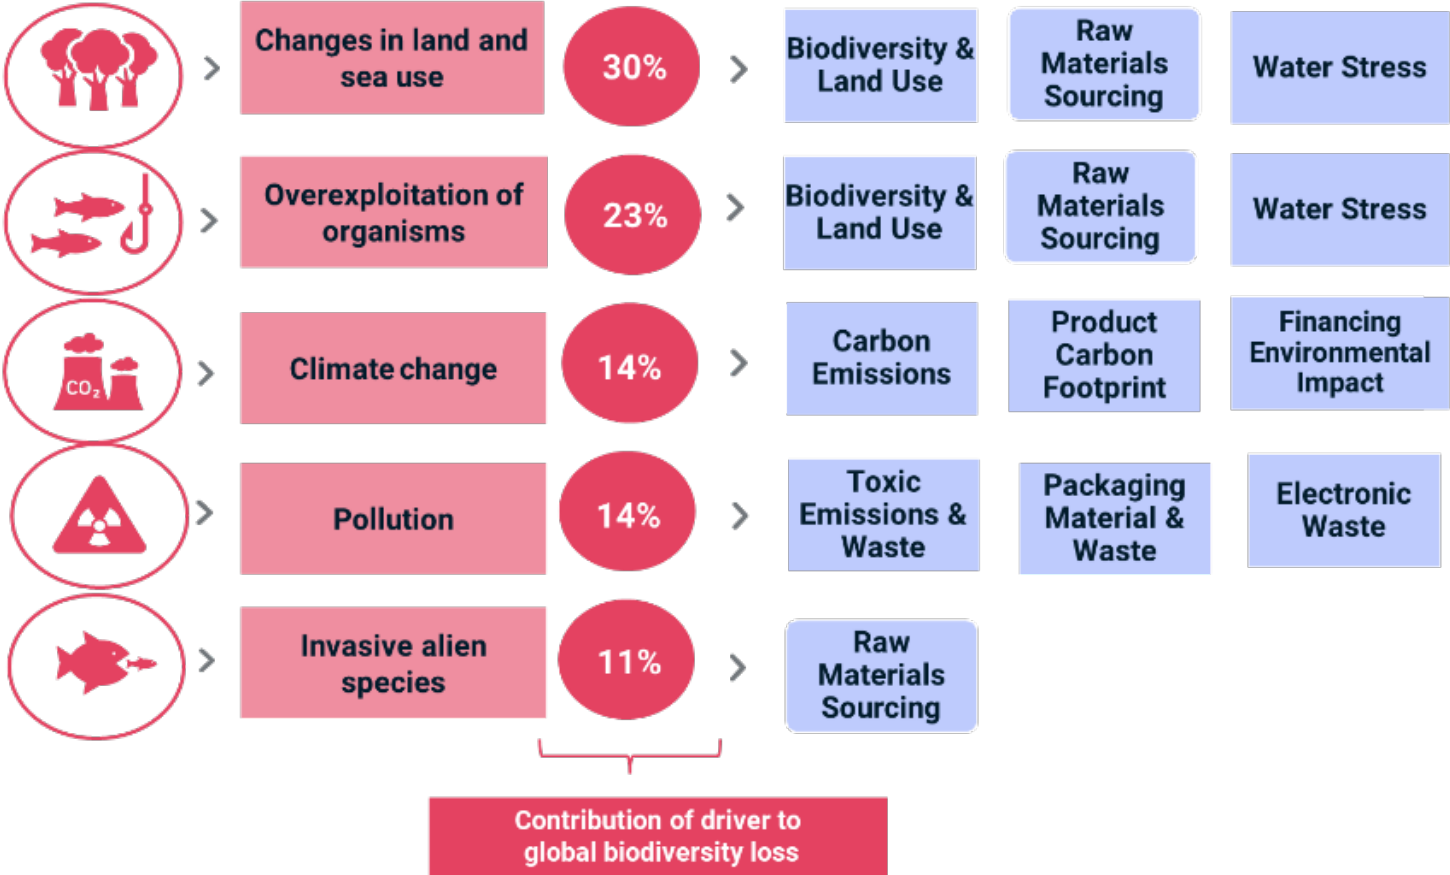 Changes in land and
sea use
30%
Biodiversity &
Land Use
Raw
Materials
Sourcing
Water Stress
Overexploitation of
organisms
23%
Biodiversity &
Land Use
Raw
Materials
Sourcing
Water Stress
CO₂
Climate change
14%
Carbon
Emissions
Product
Carbon
Footprint
Financing
Environmental
Impact
Pollution
14%
Toxic
Emissions &
Waste
Packaging
Material &
Waste
Electronic
Waste
Invasive alien
species
11%
Raw
Materials
Sourcing
Contribution of driver to
global biodiversity loss